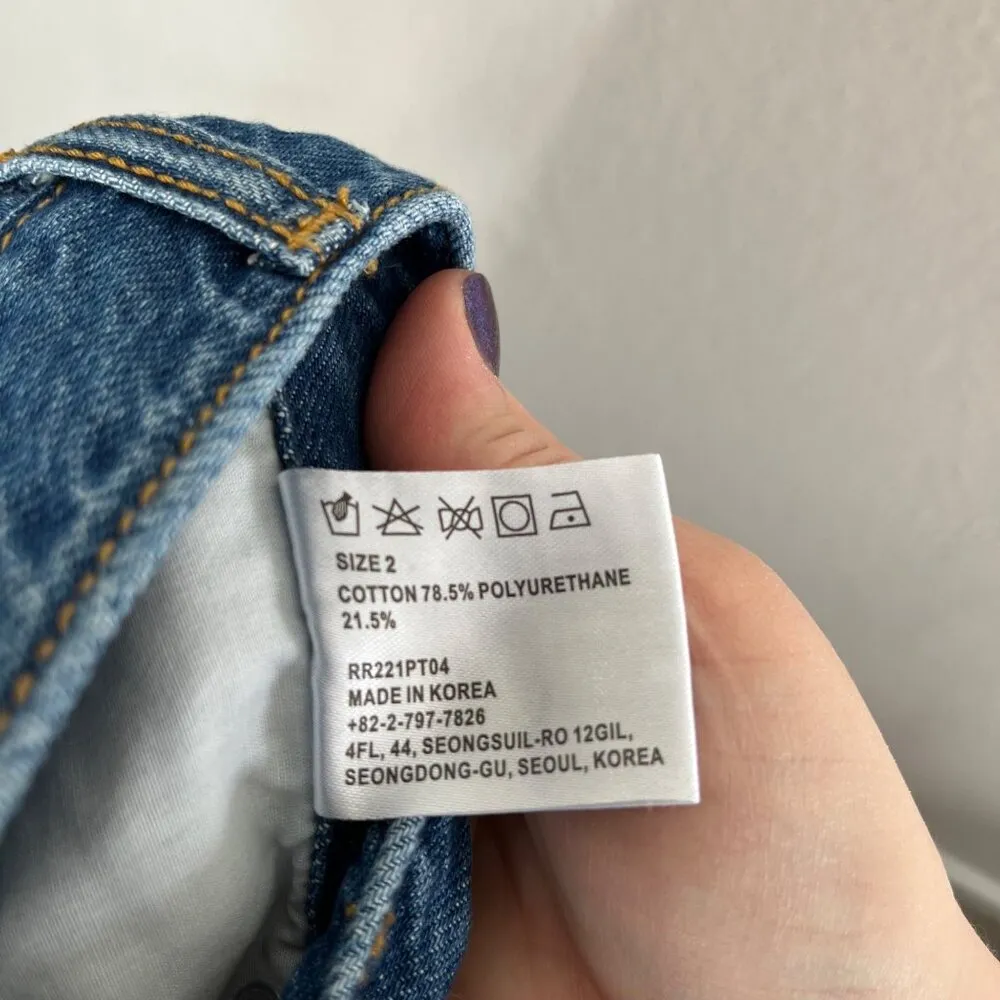 SIZE 2
COTTON 78.5% POLYURETHANE
21.5%
RR221PT04
MADE IN KOREA
+82-2-797-7826
4FL, 44, SEONGSUIL-RO 12GIL,
SEONGDONG-GU, SEOUL, KOREA